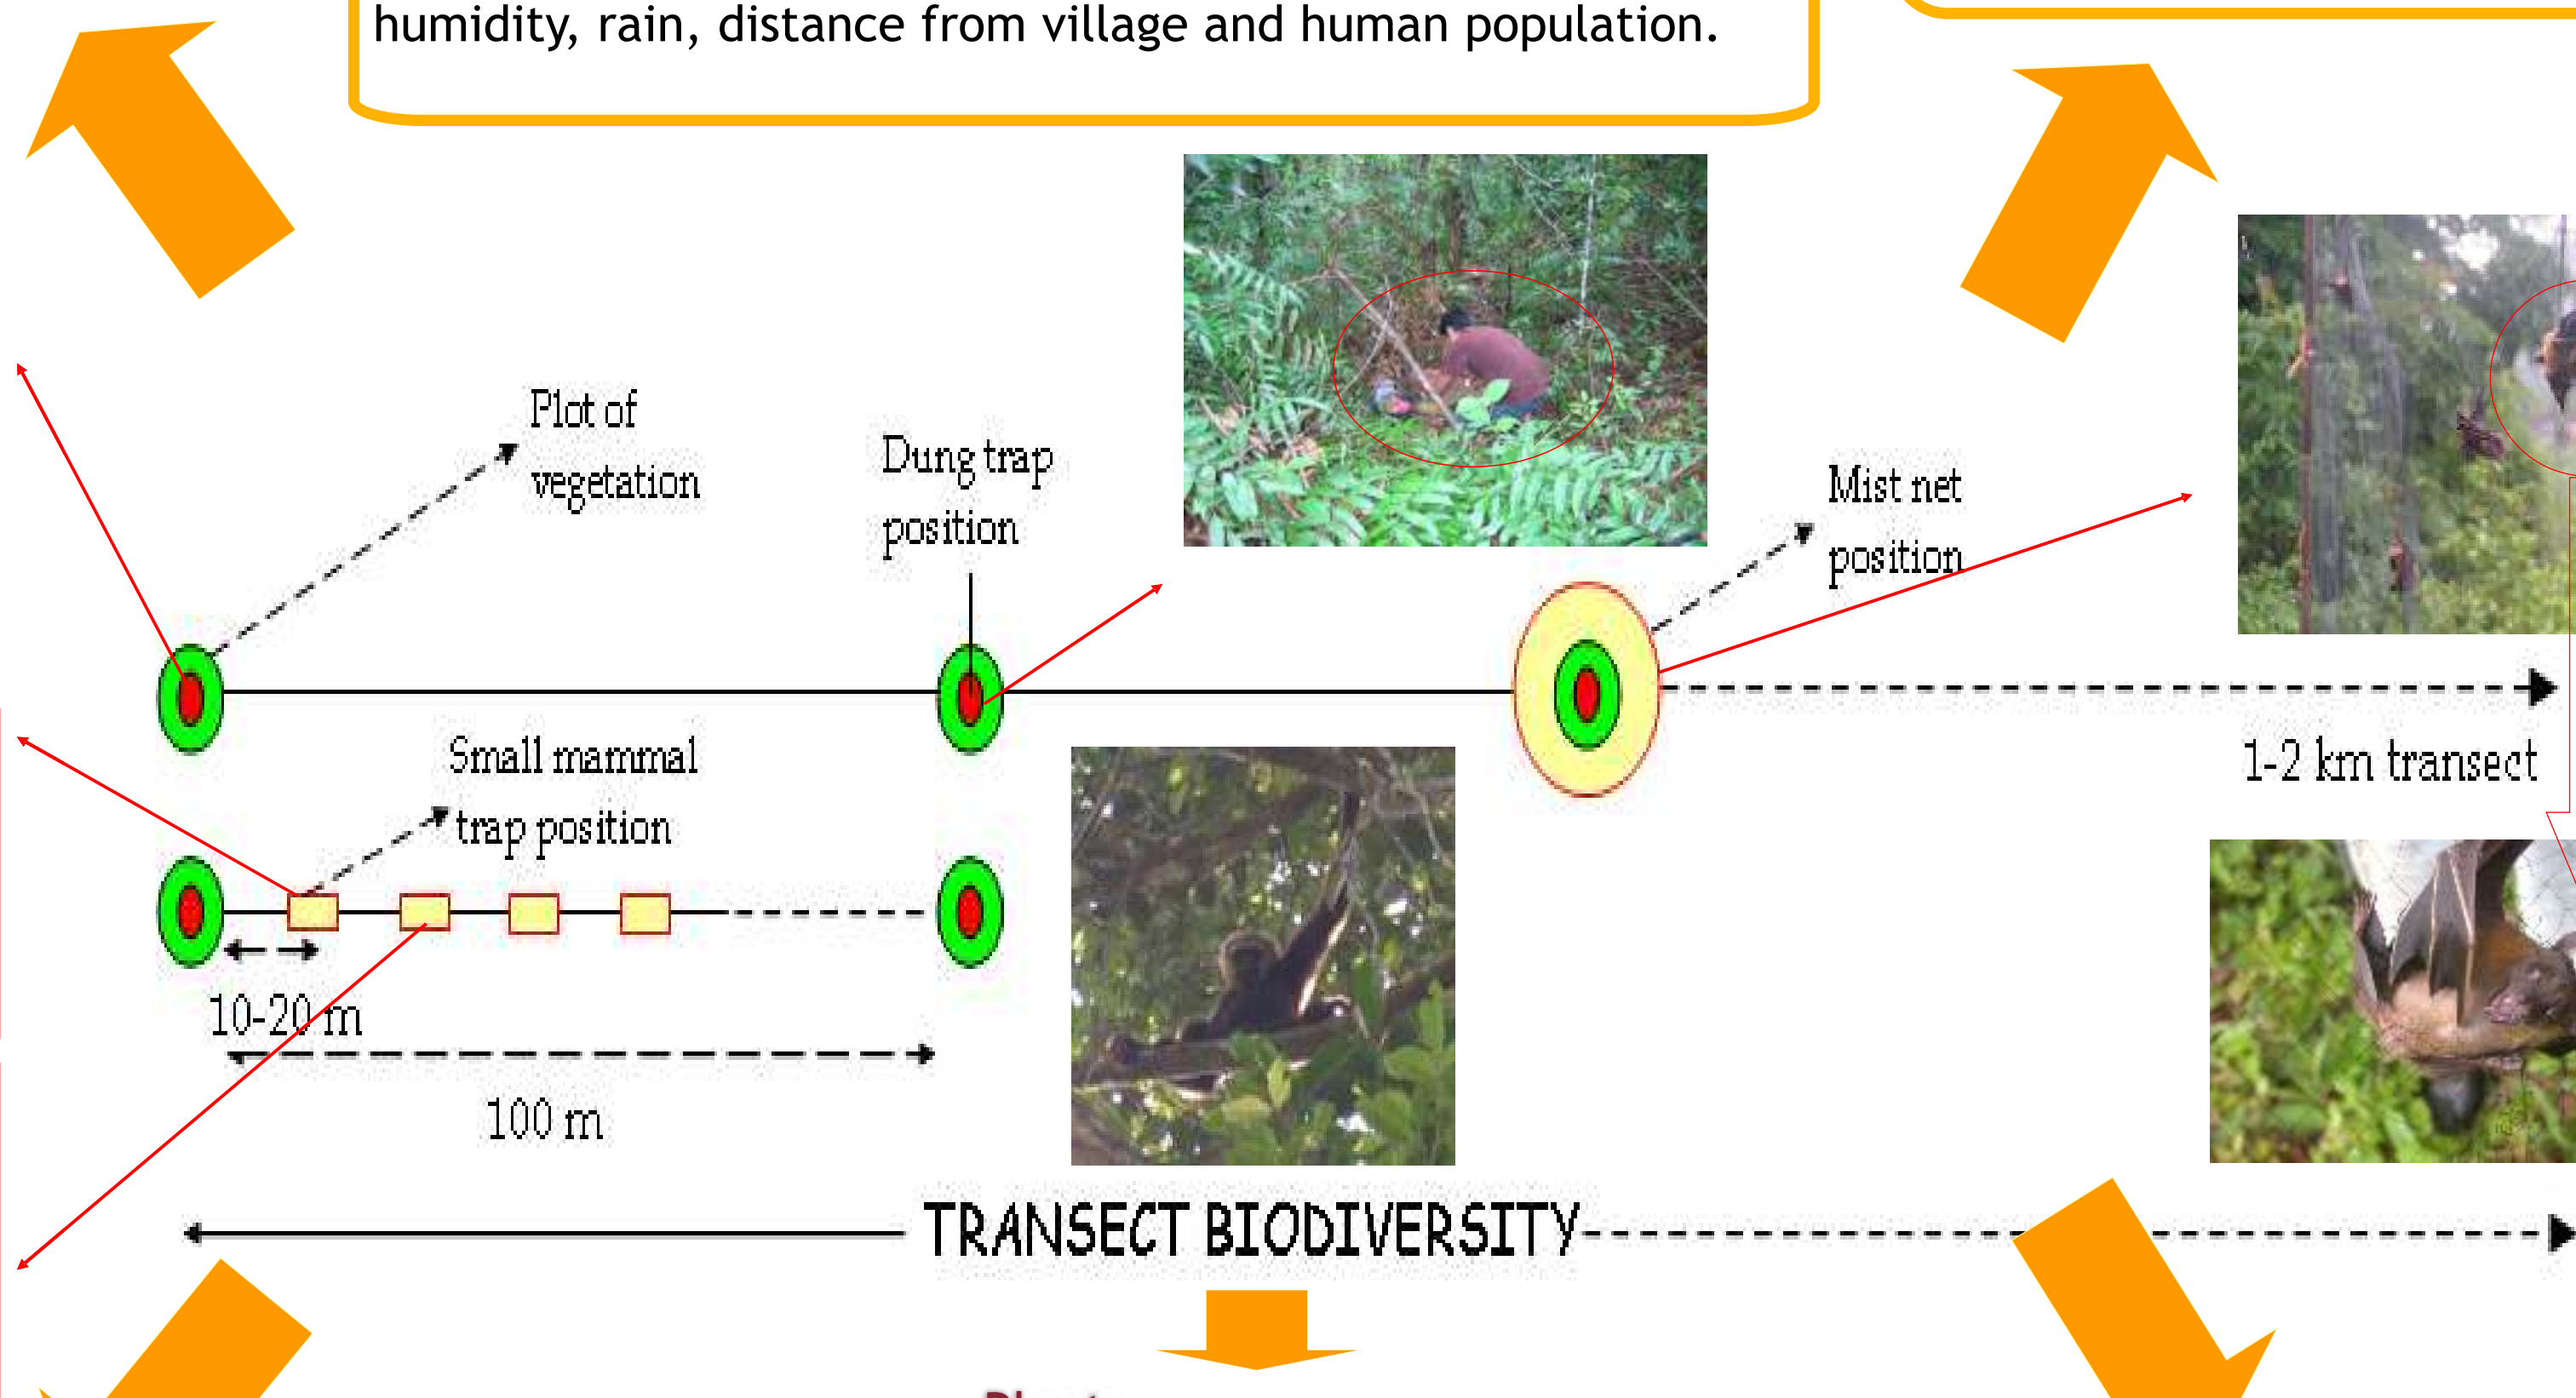 humidity, rain, distance from village and human population.
Plot of
vegetation
Dung trap
position
Mist net
position
1-2 km transect
Small mammal
trap position
10-20 m
100 m
TRANSECT BIODIVERSITY